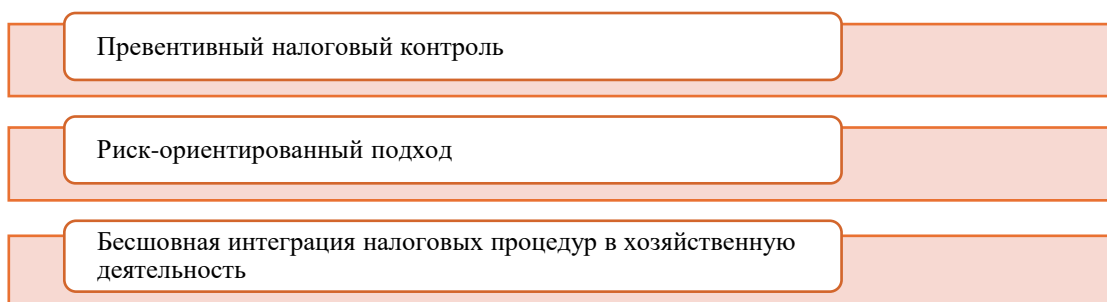 Превентивный налоговый контроль
Риск-ориентированный подход
Бесшовная интеграция налоговых процедур в хозяйственную
деятельность